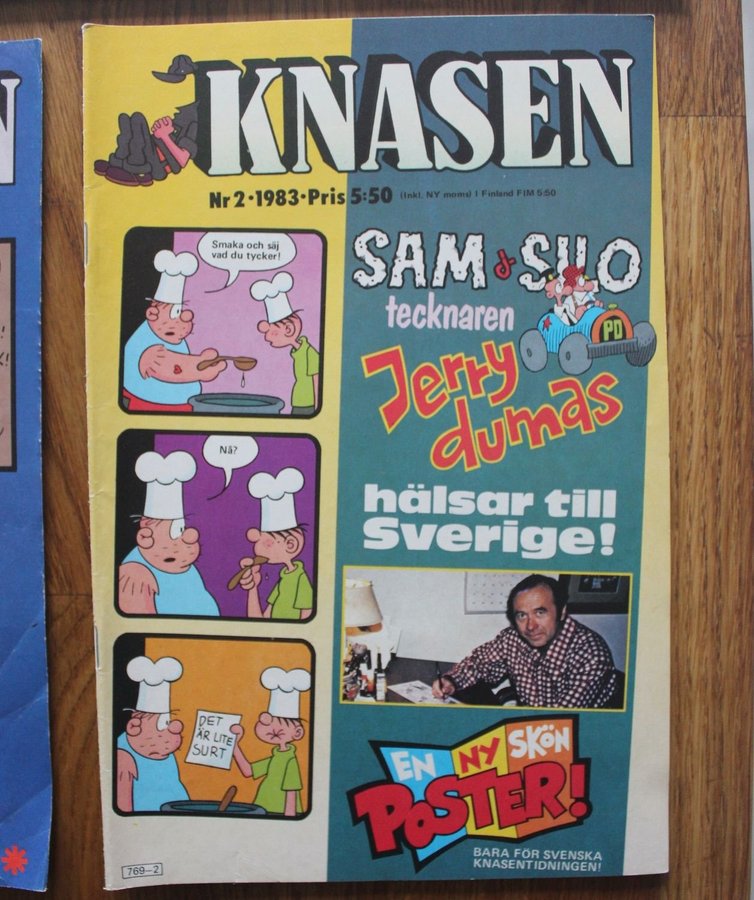 KNASEN
Nr 2·1983·Pris 5:50 (Inkl. NY moms) I Finland FIM 5:50
Smaka och säj
vad du tycker!
Nå?
DET
ÄR LITE
SURT
769-2
SAM & SILO
tecknaren
PD
Jerry
dumas
hälsar till
Sverige!
EN NY SKÖN
POSTER!
BARA FÖR SVENSKA
KNASENTIDNINGEN!
N